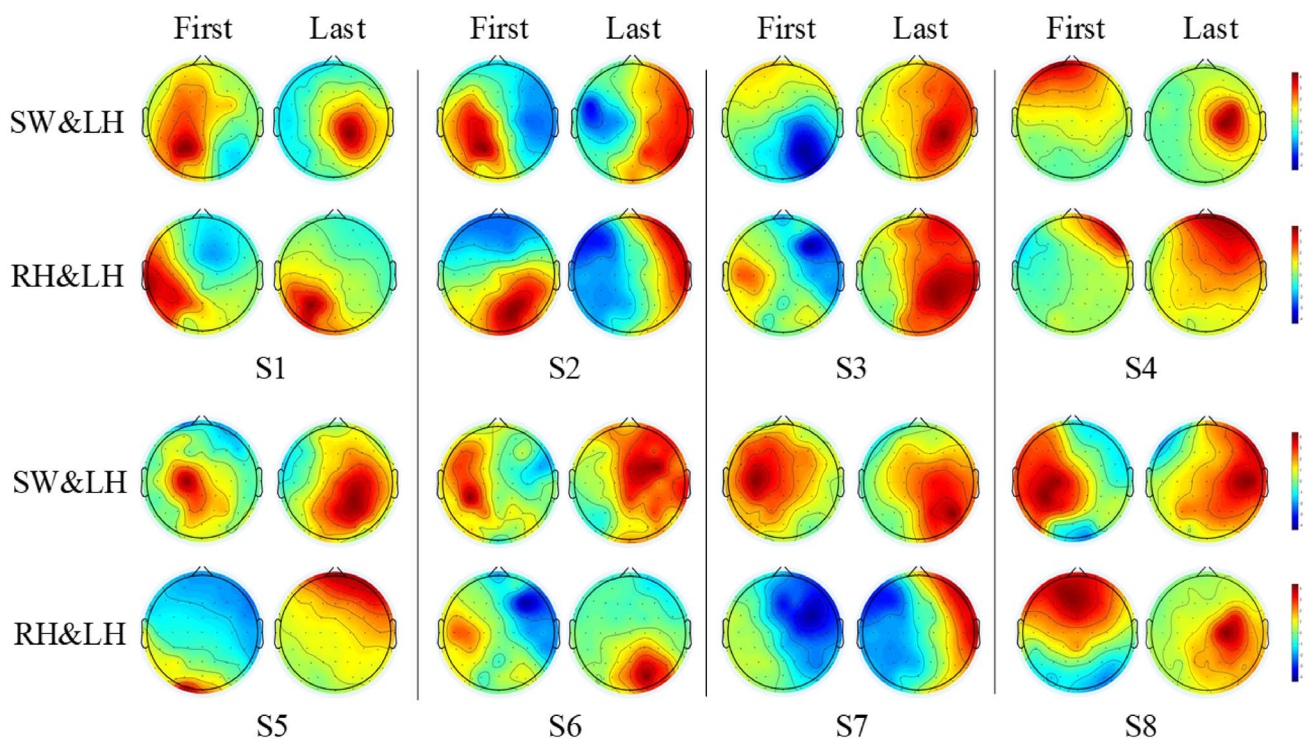 First Last First Last First Last First Last
SW&LH
RH&LH
S1 S2 S3 S4
SW&LH
RH&LH
S5 S6 S7 S8